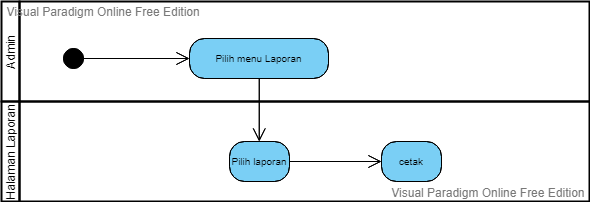 Visual Paradigm Online Free Edition
Admin
Pilih menu Laporan
Halaman Laporan
Pilih laporan
cetak
Visual Paradigm Online Free Edition